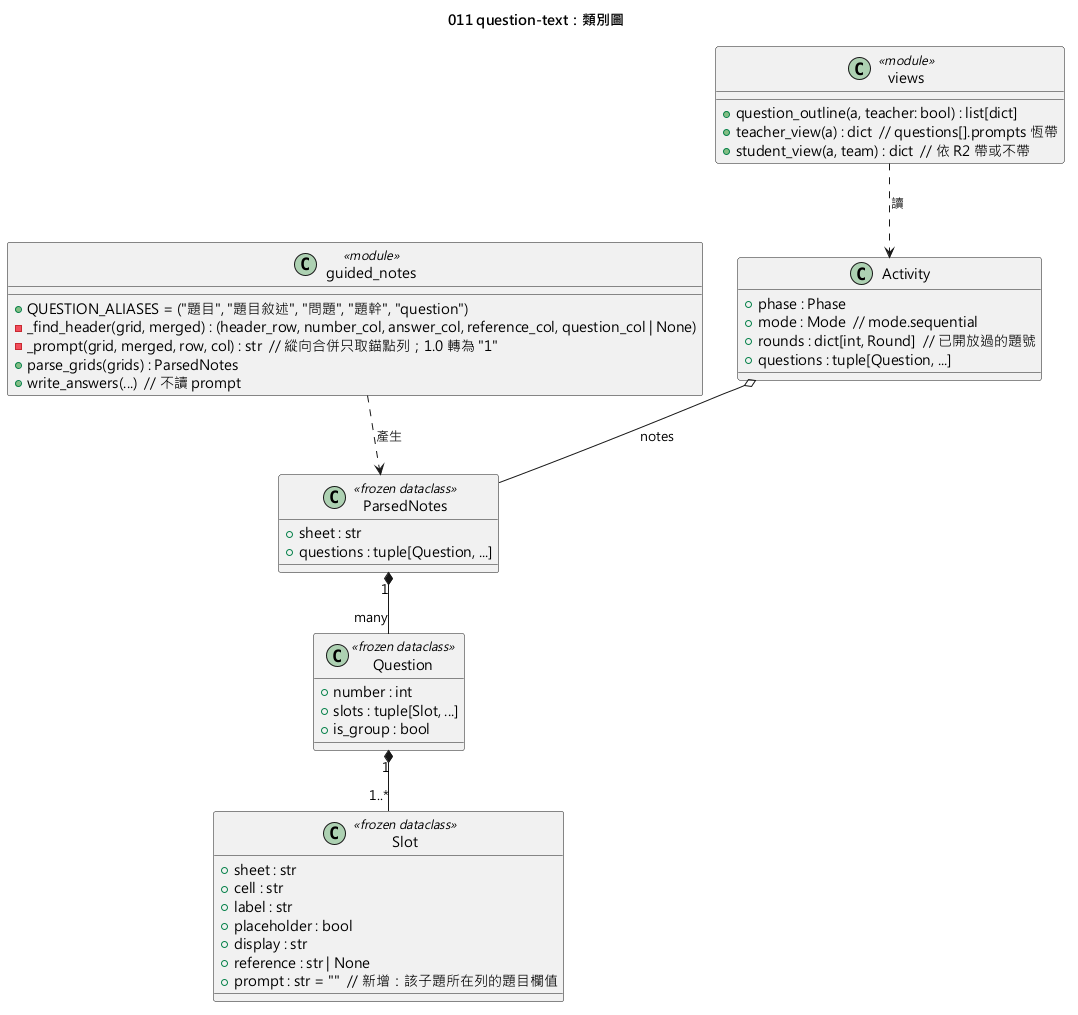 011 question-text：類別圖
«module»
views
question_outline(a, teacher: bool) : list[dict]
teacher_view(a) : dict // questions[].prompts 恆帶
student_view(a, team) : dict // 依 R2 帶或不帶
讀
«module»
guided_notes
QUESTION_ALIASES = ("題目", "題目敘述", "問題", "題幹", "question")
_find_header(grid, merged) : (header_row, number_col, answer_col, reference_col, question_col | None)
_prompt(grid, merged, row, col) : str // 縱向合併只取錨點列；1.0 轉為 "1"
parse_grids(grids) : ParsedNotes
write_answers(...) // 不讀 prompt
Activity
phase : Phase
mode : Mode // mode.sequential
rounds : dict[int, Round] // 已開放過的題號
questions : tuple[Question, ...]
產生
notes
«frozen dataclass»
ParsedNotes
sheet : str
questions : tuple[Question, ...]
1
many
«frozen dataclass»
Question
number : int
slots : tuple[Slot, ...]
is_group : bool
1
1..*
«frozen dataclass»
Slot
sheet : str
cell : str
label : str
placeholder : bool
display : str
reference : str | None
prompt : str = "" // 新增：該子題所在列的題目欄值